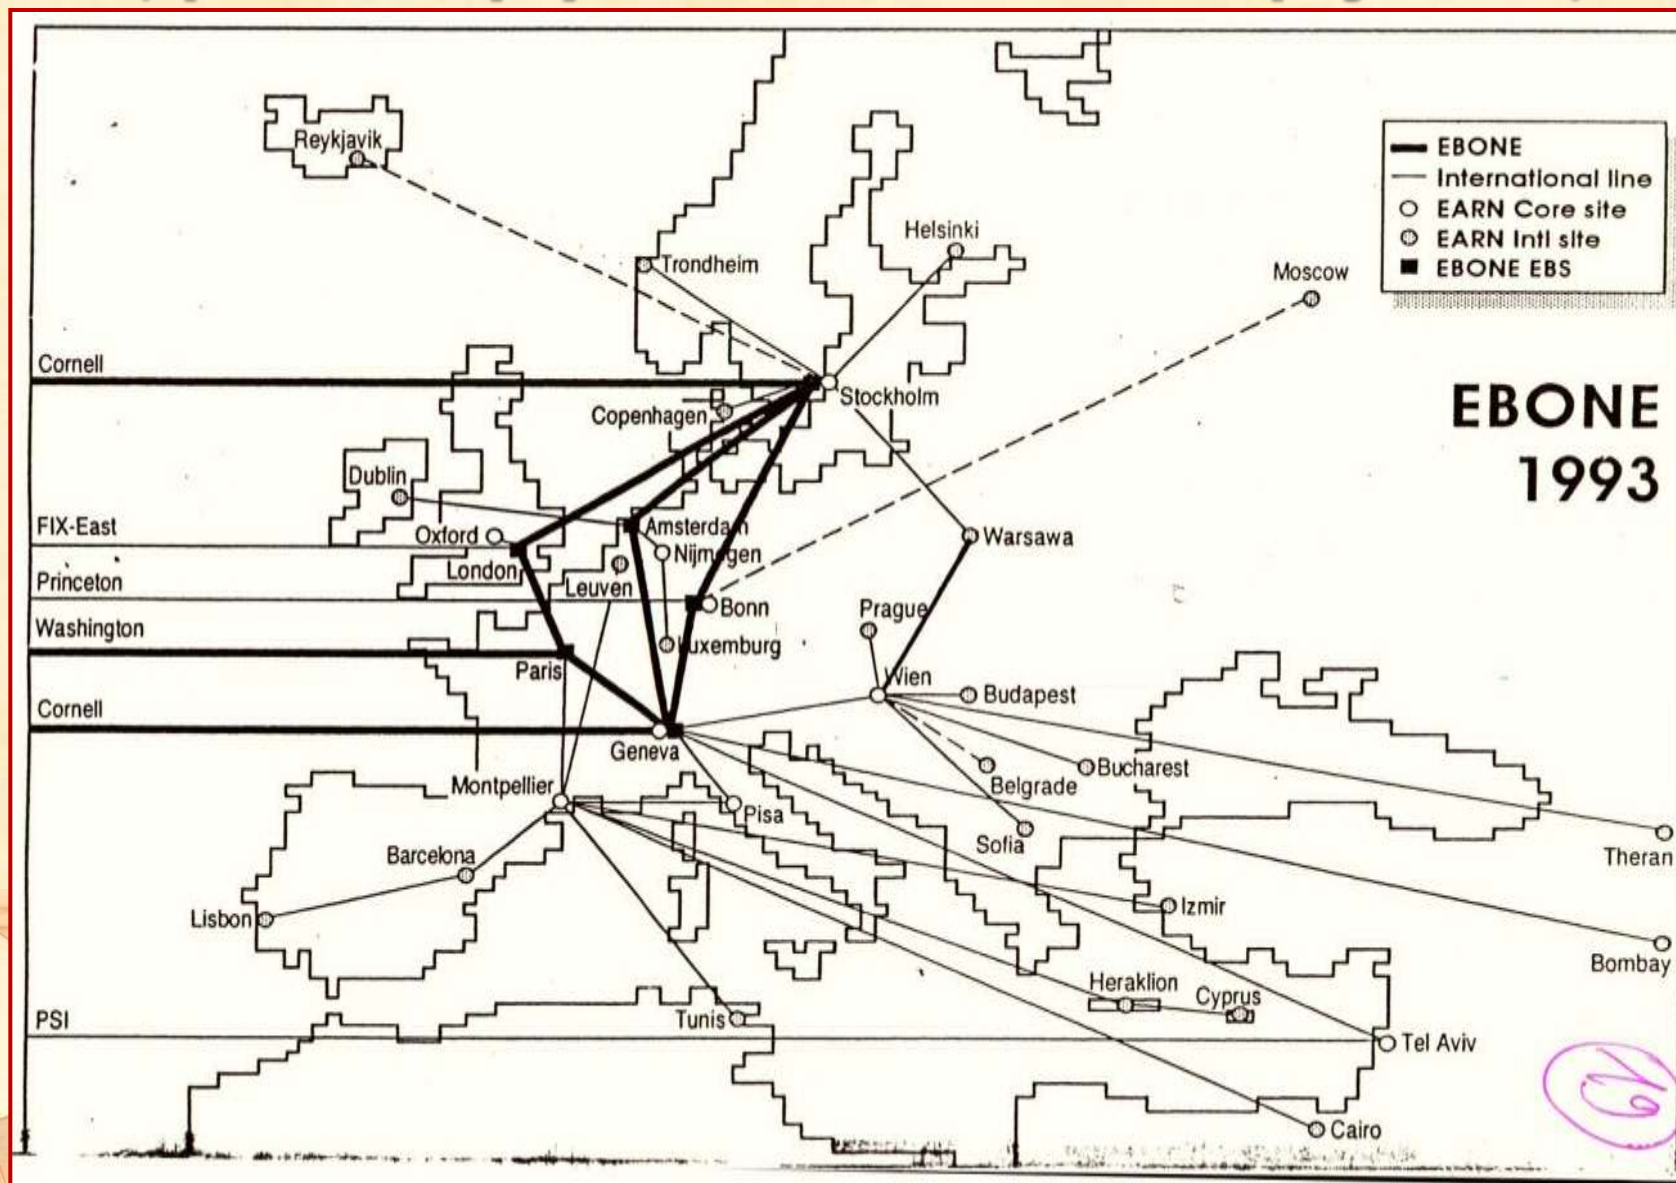 EBONE
International line
EARN Core site
EARN Intl site
EBONE EBS
EBONE
1993
Reykjavik
Trondheim
Helsinki
Moscow
Cornell
Stockholm
Copenhagen
Dublin
FIX-East
Oxford
Amsterdam
Warsawa
Nijmegen
London
Leuven
Princeton
Bonn
Prague
Washington
Luxemburg
Paris
Wien
Budapest
Cornell
Geneva
Bucharest
Belgrade
Montpellier
Pisa
Sofia
Theran
Barcelona
Izmir
Lisbon
Bombay
Heraklion
Cyprus
PSI
Tunis
Tel Aviv
Cairo